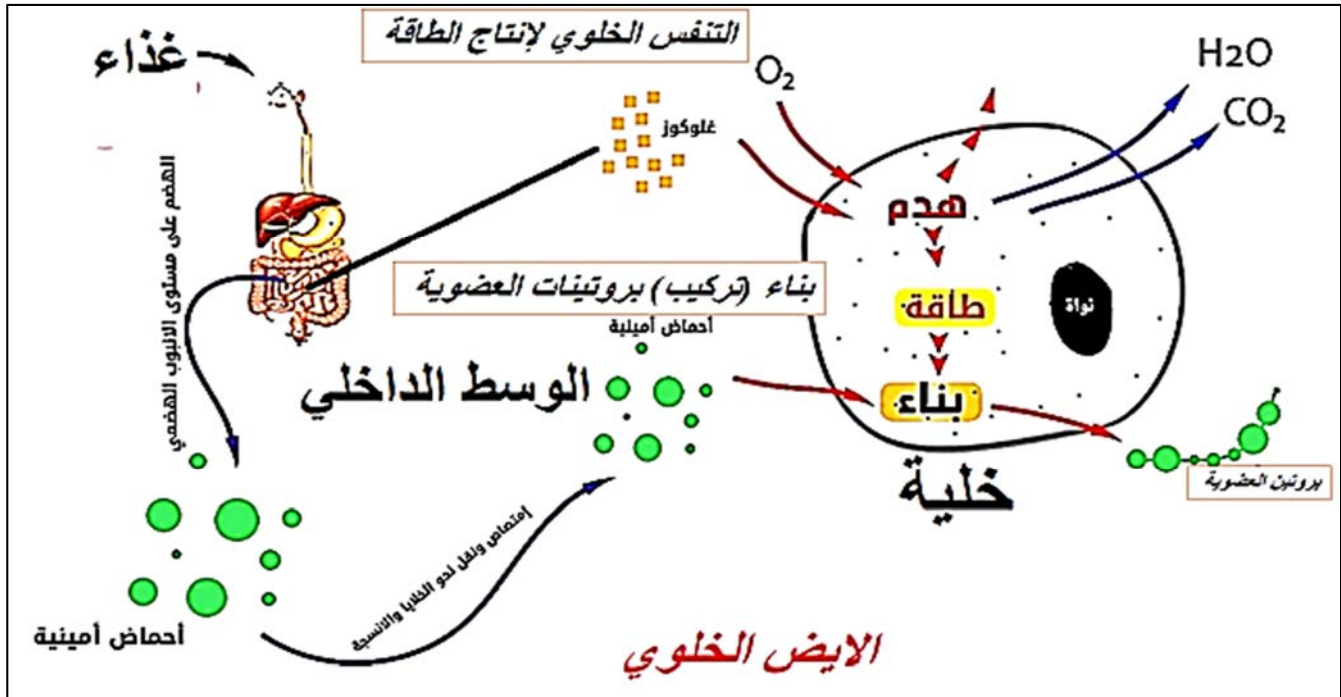 التنفس الخلوي لإنتاج الطاقة
غذاء
O2
H2O
CO2
غلوكوز
هدم
الهضم على مستوى الانبوب الهضمي
بناء (تركيب) بروتينات العضوية
طاقة
نواة
أحماض أمينية
الوسط الداخلي
بناء
خلية
بروتين العضوية
إمتصاص ونقل نحو الخلايا والانسجة
أحماض أمينية
الايض الخلوي